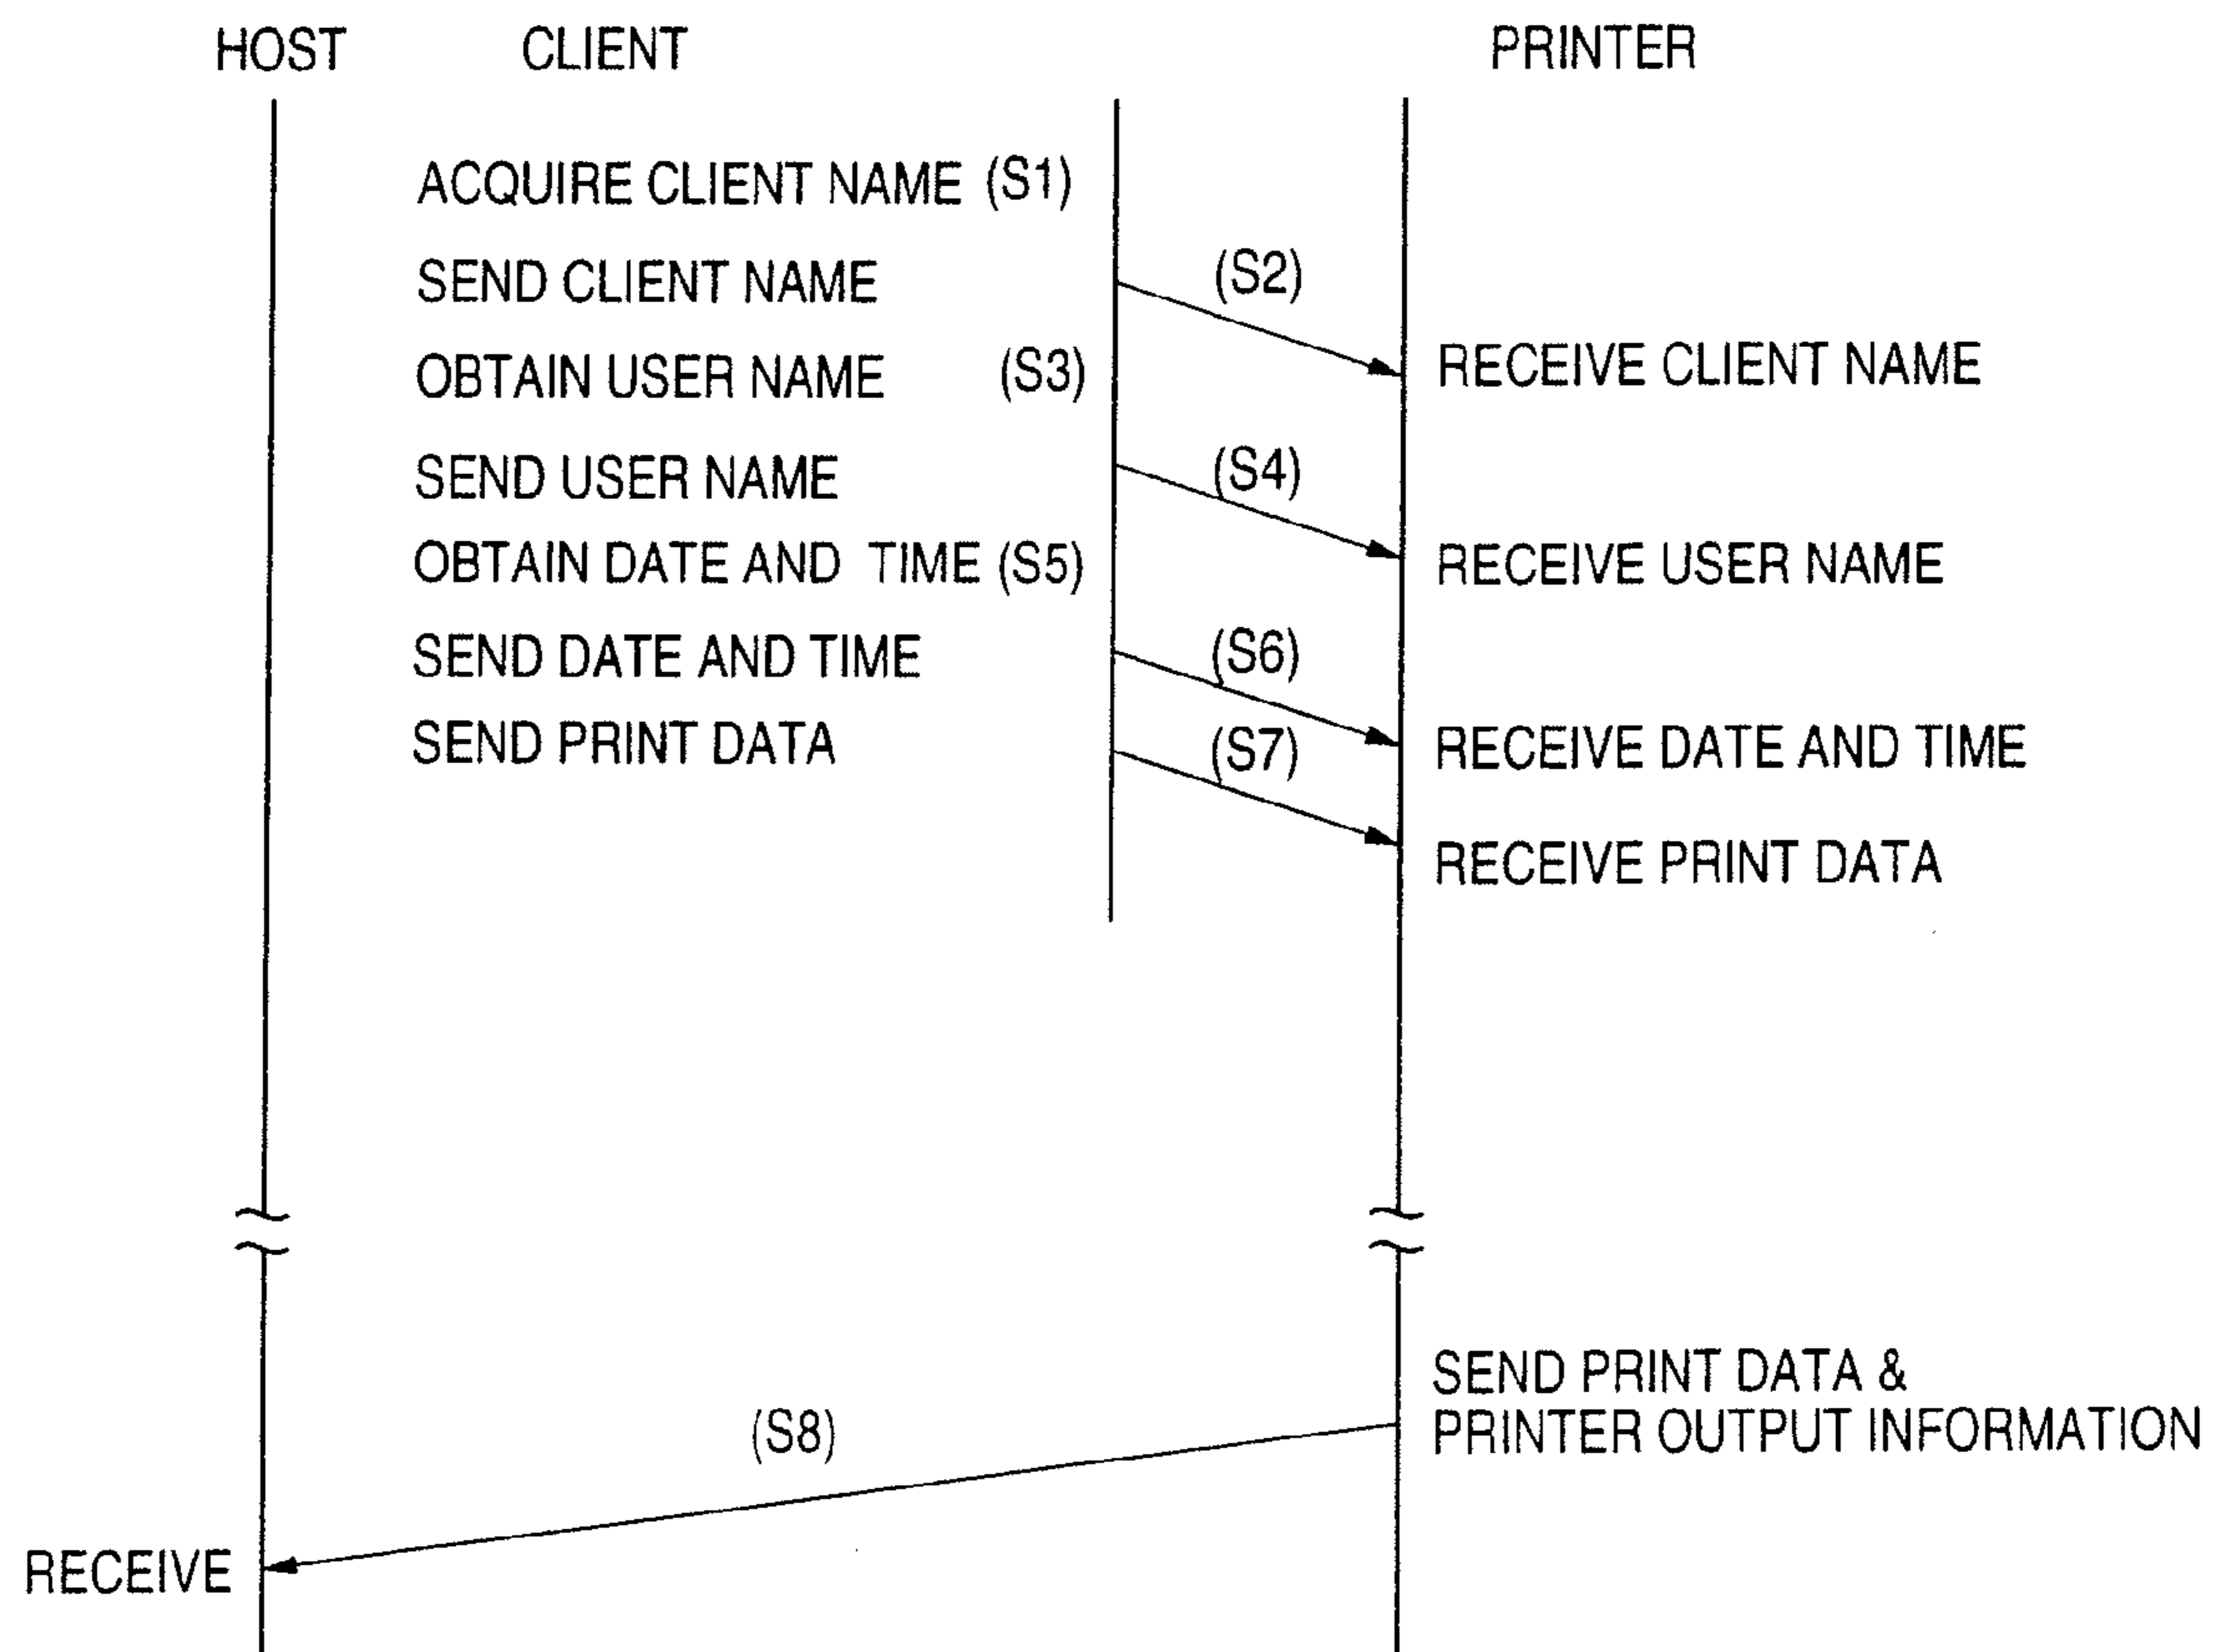 HOST CLIENT PRINTER
ACQUIRE CLIENT NAME (S1)
SEND CLIENT NAME (S2)
RECEIVE CLIENT NAME
OBTAIN USER NAME (S3)
SEND USER NAME (S4)
RECEIVE USER NAME
OBTAIN DATE AND TIME (S5)
SEND DATE AND TIME (S6)
RECEIVE DATE AND TIME
SEND PRINT DATA (S7)
RECEIVE PRINT DATA
SEND PRINT DATA &
PRINTER OUTPUT INFORMATION
(S8)
RECEIVE